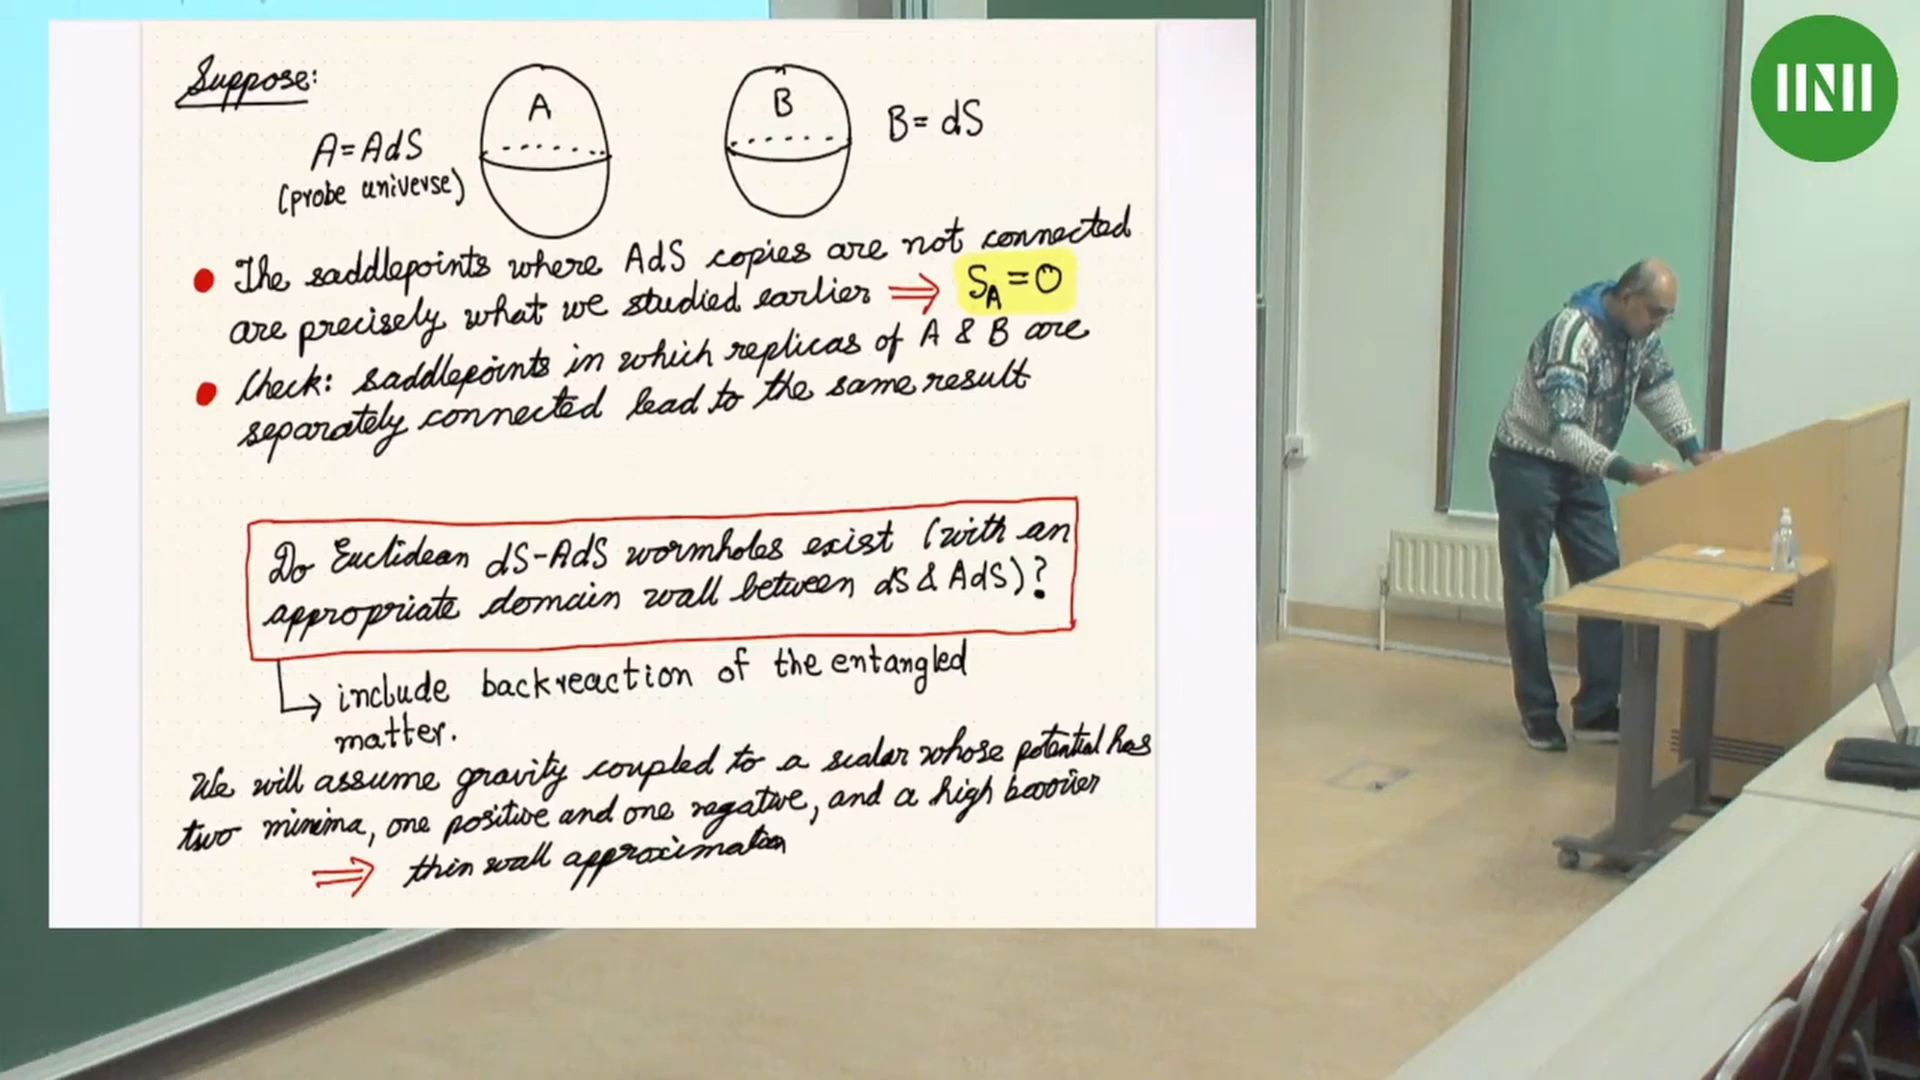 Suppose:
A
B
B = dS
A = AdS
(probe universe)
The saddlepoints where AdS copies are not connected
are precisely what we studied earlier ⇒ S_A = 0
Check: saddlepoints in which replicas of A & B are
separately connected lead to the same result
Do Euclidean dS-AdS wormholes exist (with an
appropriate domain wall between dS & AdS)?
include backreaction of the entangled
matter.
We will assume gravity coupled to a scalar whose potential has
two minima, one positive and one negative, and a high barrier
⇒ thin wall approximation